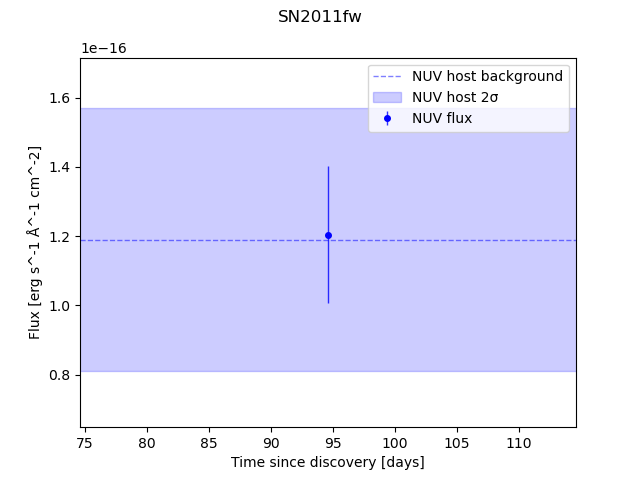 SN2011fw
1e−16
NUV host background
NUV host 2σ
NUV flux
1.6
1.4
1.2
1.0
0.8
Flux [erg s^-1 Å^-1 cm^-2]
75 80 85 90 95 100 105 110
Time since discovery [days]